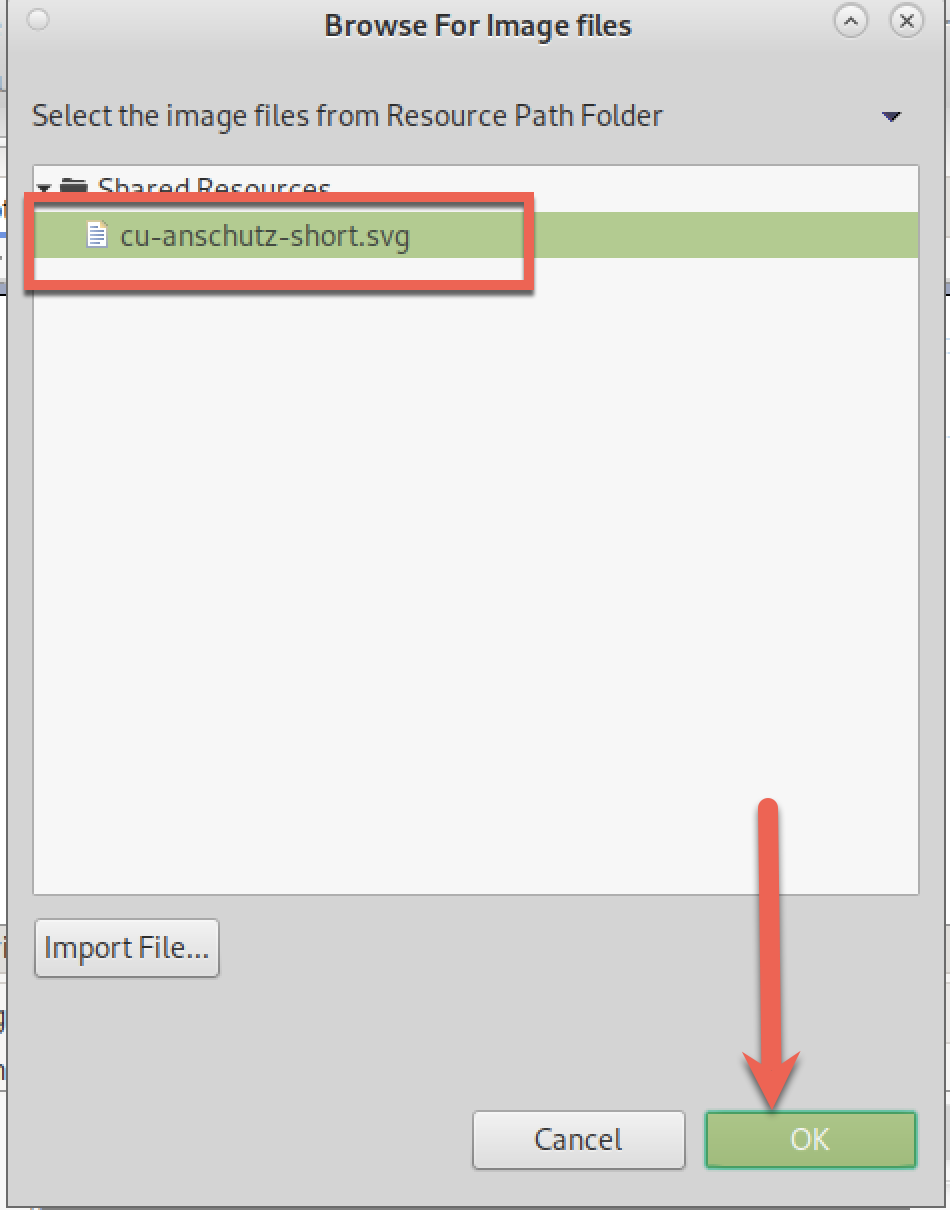 Browse For Image files
Select the image files from Resource Path Folder
Shared Resources
cu-anschutz-short.svg
Import File...
Cancel
OK